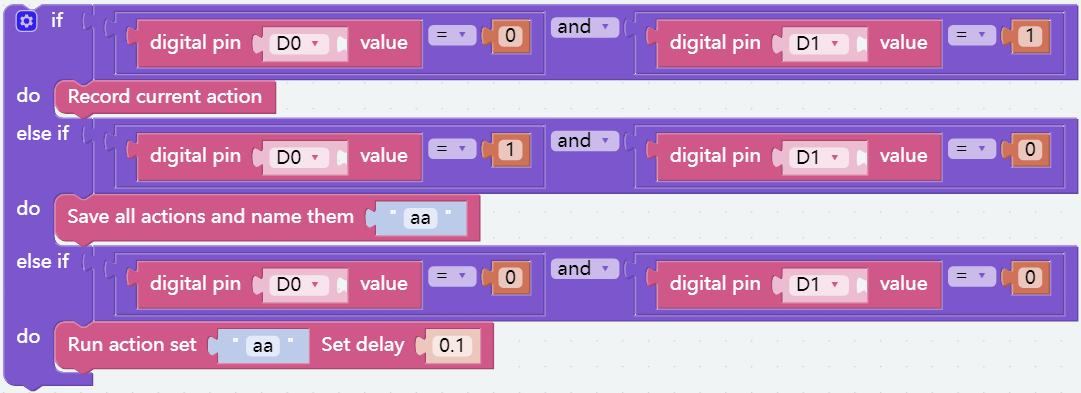 if digital pin D0 value = 0 and digital pin D1 value = 1
do Record current action
else if digital pin D0 value = 1 and digital pin D1 value = 0
do Save all actions and name them " aa "
else if digital pin D0 value = 0 and digital pin D1 value = 0
do Run action set " aa " Set delay 0.1